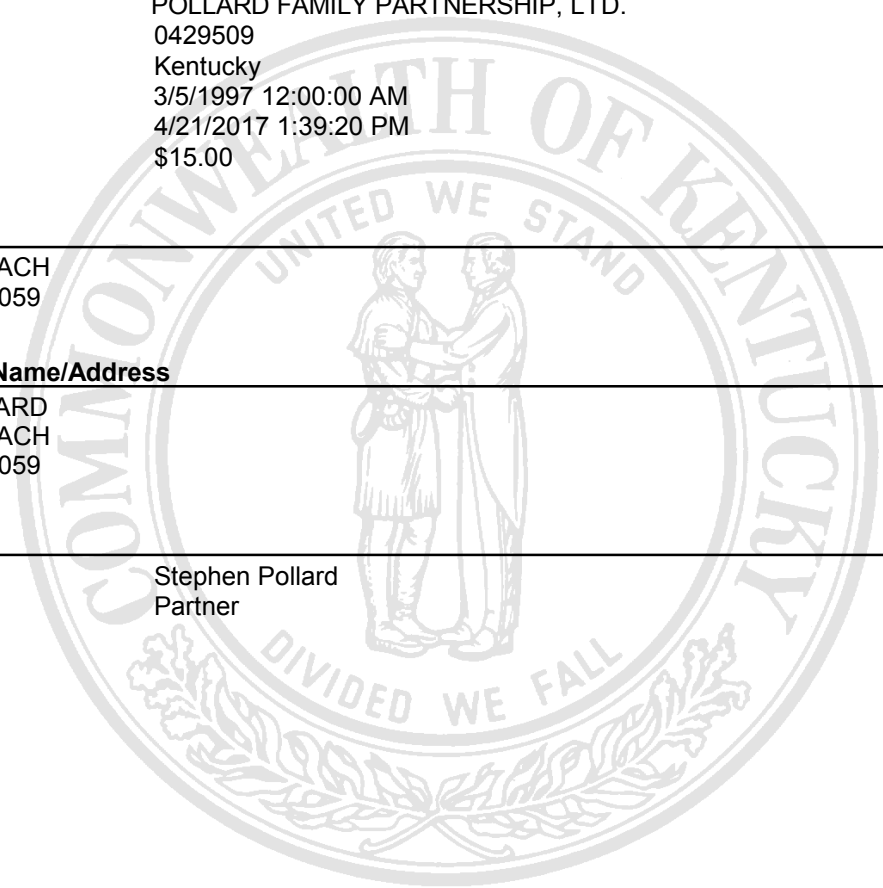 POLLARD FAMILY PARTNERSHIP, LTD.
0429509
Kentucky
3/5/1997 12:00:00 AM
4/21/2017 1:39:20 PM
$15.00
COMMONWEALTH OF KENTUCKY
UNITED WE STAND
ACH
059
Name/Address
ARD
ACH
059
Stephen Pollard
Partner
DIVIDED WE FALL